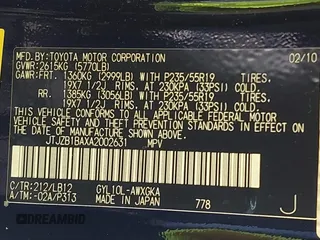 MFD.BY:TOYOTA MOTOR CORPORATION 02/10
GVWR:2615KG (5770LB)
GAWR:FRT. 1360KG (2999LB) WITH P235/55R19 TIRES,
19X7 1/2J RIMS, AT 230KPA (33PSI) COLD.
RR. 1385KG (3056LB) WITH P235/55R19 TIRES,
19X7 1/2J RIMS, AT 230KPA (33PSI) COLD.
THIS VEHICLE CONFORMS TO ALL APPLICABLE FEDERAL MOTOR
VEHICLE SAFETY AND THEFT PREVENTION STANDARDS IN
EFFECT ON THE DATE OF MANUFACTURE SHOWN ABOVE.
JTJZB1BAXA2002631 MPV
C/TR:212/LB12 GYL10L-AWXGKA
A/TM:-02A/P313 MADE IN JAPAN 778 J
DREAMBID